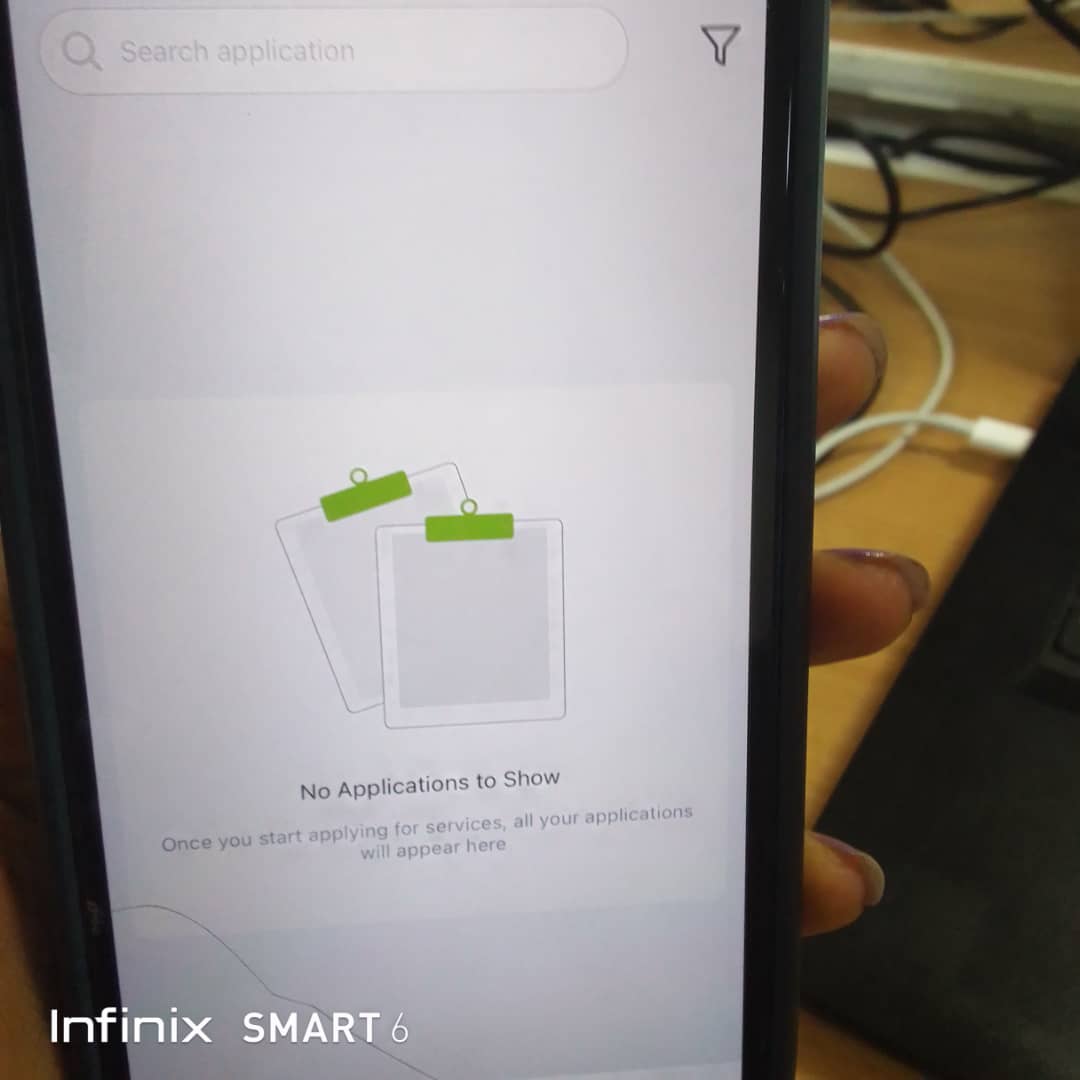 Search application
No Applications to Show
Once you start applying for services, all your applications
will appear here
Infinix SMART 6